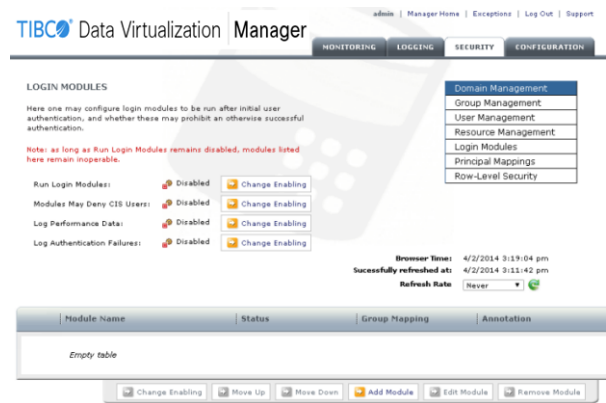 admin | Manager Home | Exceptions | Log Out | Support
TIBCO® Data Virtualization | Manager
MONITORING LOGGING SECURITY CONFIGURATION
LOGIN MODULES
Here one may configure login modules to be run after initial user
authentication, and whether these may prohibit an otherwise successful
authentication.
Note: as long as Run Login Modules remains disabled, modules listed
here remain inoperable.
Domain Management
Group Management
User Management
Resource Management
Login Modules
Principal Mappings
Row-Level Security
Run Login Modules: Disabled Change Enabling
Modules May Deny CIS Users: Disabled Change Enabling
Log Performance Data: Disabled Change Enabling
Log Authentication Failures: Disabled Change Enabling
Browser Time: 4/2/2014 3:19:04 pm
Sucessfully refreshed at: 4/2/2014 3:11:42 pm
Refresh Rate Never
Module Name Status Group Mapping Annotation
Empty table
Change Enabling Move Up Move Down Add Module Edit Module Remove Module